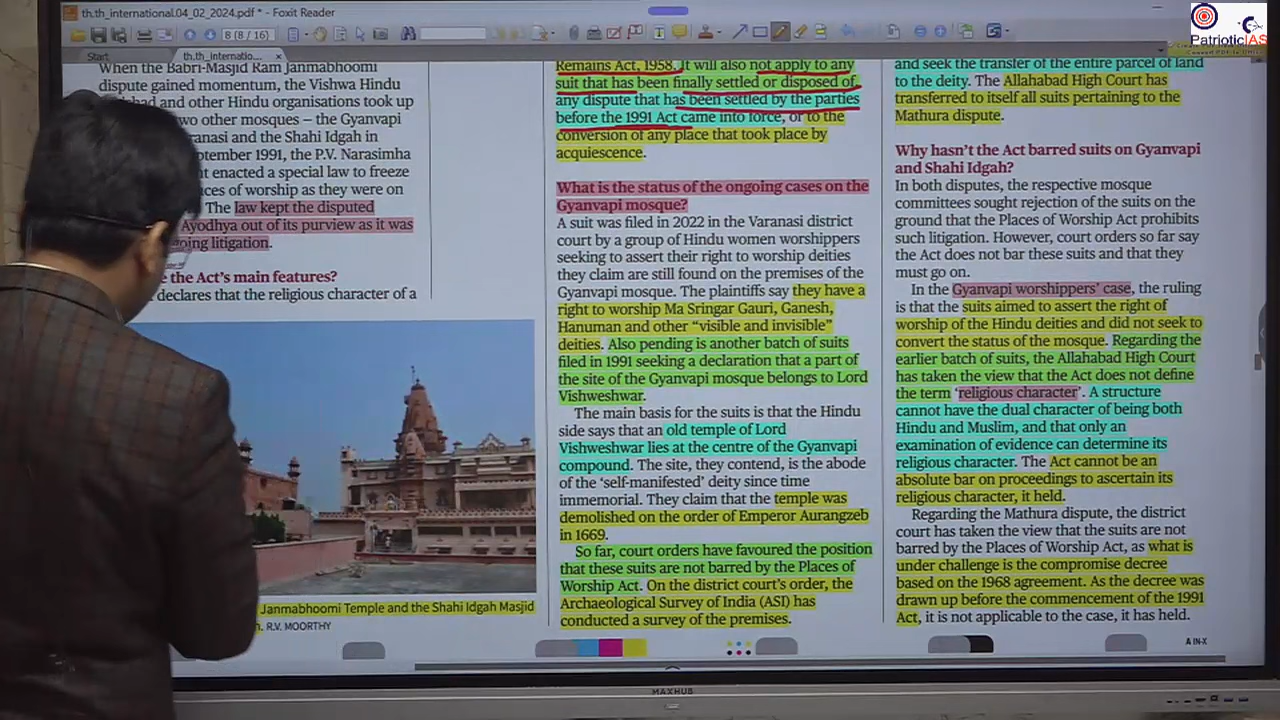 th.th_international.04_02_2024.pdf * - Foxit Reader
PatrioticIAS
8 (8 / 16)
Start
th.th_internatio...
When the Babri-Masjid Ram Janmabhoomi
dispute gained momentum, the Vishwa Hindu
and other Hindu organisations took up
two other mosques – the Gyanvapi
and the Shahi Idgah in
1991, the P.V. Narasimha
enacted a special law to freeze
of worship as they were on
The law kept the disputed
Ayodhya out of its purview as it was
going litigation.
the Act's main features?
declares that the religious character of a
Janmabhoomi Temple and the Shahi Idgah Masjid
R.V. MOORTHY
Remains Act, 1958. It will also not apply to any
suit that has been finally settled or disposed of,
any dispute that has been settled by the parties
before the 1991 Act came into force, or to the
conversion of any place that took place by
acquiescence.
What is the status of the ongoing cases on the
Gyanvapi mosque?
A suit was filed in 2022 in the Varanasi district
court by a group of Hindu women worshippers
seeking to assert their right to worship deities
they claim are still found on the premises of the
Gyanvapi mosque. The plaintiffs say they have a
right to worship Ma Sringar Gauri, Ganesh,
Hanuman and other “visible and invisible”
deities. Also pending is another batch of suits
filed in 1991 seeking a declaration that a part of
the site of the Gyanvapi mosque belongs to Lord
Vishweshwar.
The main basis for the suits is that the Hindu
side says that an old temple of Lord
Vishweshwar lies at the centre of the Gyanvapi
compound. The site, they contend, is the abode
of the ‘self-manifested’ deity since time
immemorial. They claim that the temple was
demolished on the order of Emperor Aurangzeb
in 1669.
So far, court orders have favoured the position
that these suits are not barred by the Places of
Worship Act. On the district court's order, the
Archaeological Survey of India (ASI) has
conducted a survey of the premises.
and seek the transfer of the entire parcel of land
to the deity. The Allahabad High Court has
transferred to itself all suits pertaining to the
Mathura dispute.
Why hasn't the Act barred suits on Gyanvapi
and Shahi Idgah?
In both disputes, the respective mosque
committees sought rejection of the suits on the
ground that the Places of Worship Act prohibits
such litigation. However, court orders so far say
the Act does not bar these suits and that they
must go on.
In the Gyanvapi worshippers' case, the ruling
is that the suits aimed to assert the right of
worship of the Hindu deities and did not seek to
convert the status of the mosque. Regarding the
earlier batch of suits, the Allahabad High Court
has taken the view that the Act does not define
the term ‘religious character’. A structure
cannot have the dual character of being both
Hindu and Muslim, and that only an
examination of evidence can determine its
religious character. The Act cannot be an
absolute bar on proceedings to ascertain its
religious character, it held.
Regarding the Mathura dispute, the district
court has taken the view that the suits are not
barred by the Places of Worship Act, as what is
under challenge is the compromise decree
based on the 1968 agreement. As the decree was
drawn up before the commencement of the 1991
Act, it is not applicable to the case, it has held.
A IN-X
MAXHUB